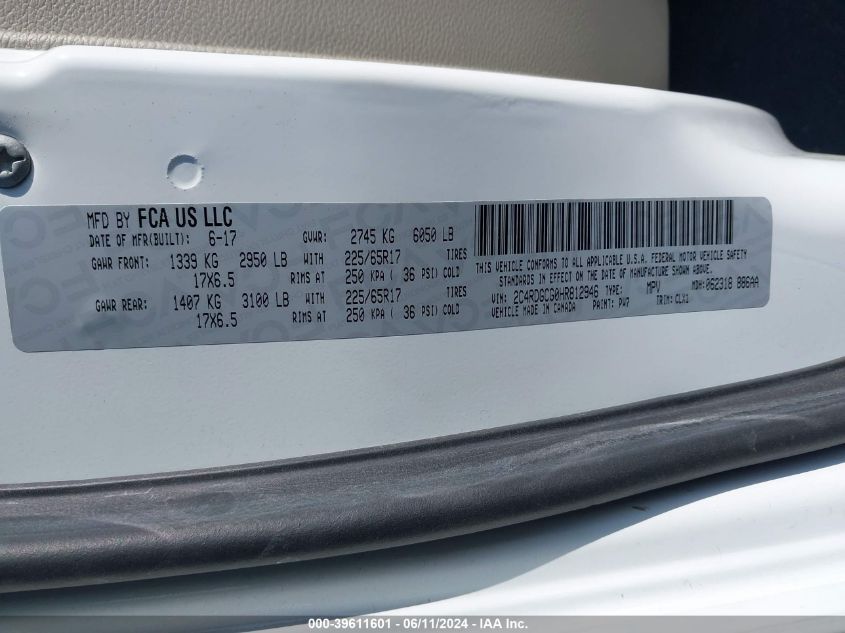 MFD BY FCA US LLC
DATE OF MFR(BUILT): 6-17 GVWR: 2745 KG 6050 LB
GAWR FRONT: 1339 KG 2950 LB WITH 225/65R17 TIRES
17X6.5 RIMS AT 250 KPA ( 36 PSI) COLD
GAWR REAR: 1407 KG 3100 LB WITH 225/65R17 TIRES
17X6.5 RIMS AT 250 KPA ( 36 PSI) COLD
THIS VEHICLE CONFORMS TO ALL APPLICABLE U.S.A. FEDERAL MOTOR VEHICLE SAFETY
STANDARDS IN EFFECT ON THE DATE OF MANUFACTURE SHOWN ABOVE.
VIN: 2C4RDGCG0HR812946 TYPE: MPV MDH: 062318 886AA
VEHICLE MADE IN CANADA PAINT: PW7 TRIM: CLX1
000-39611601 / 06/11/2024 - IAA Inc.